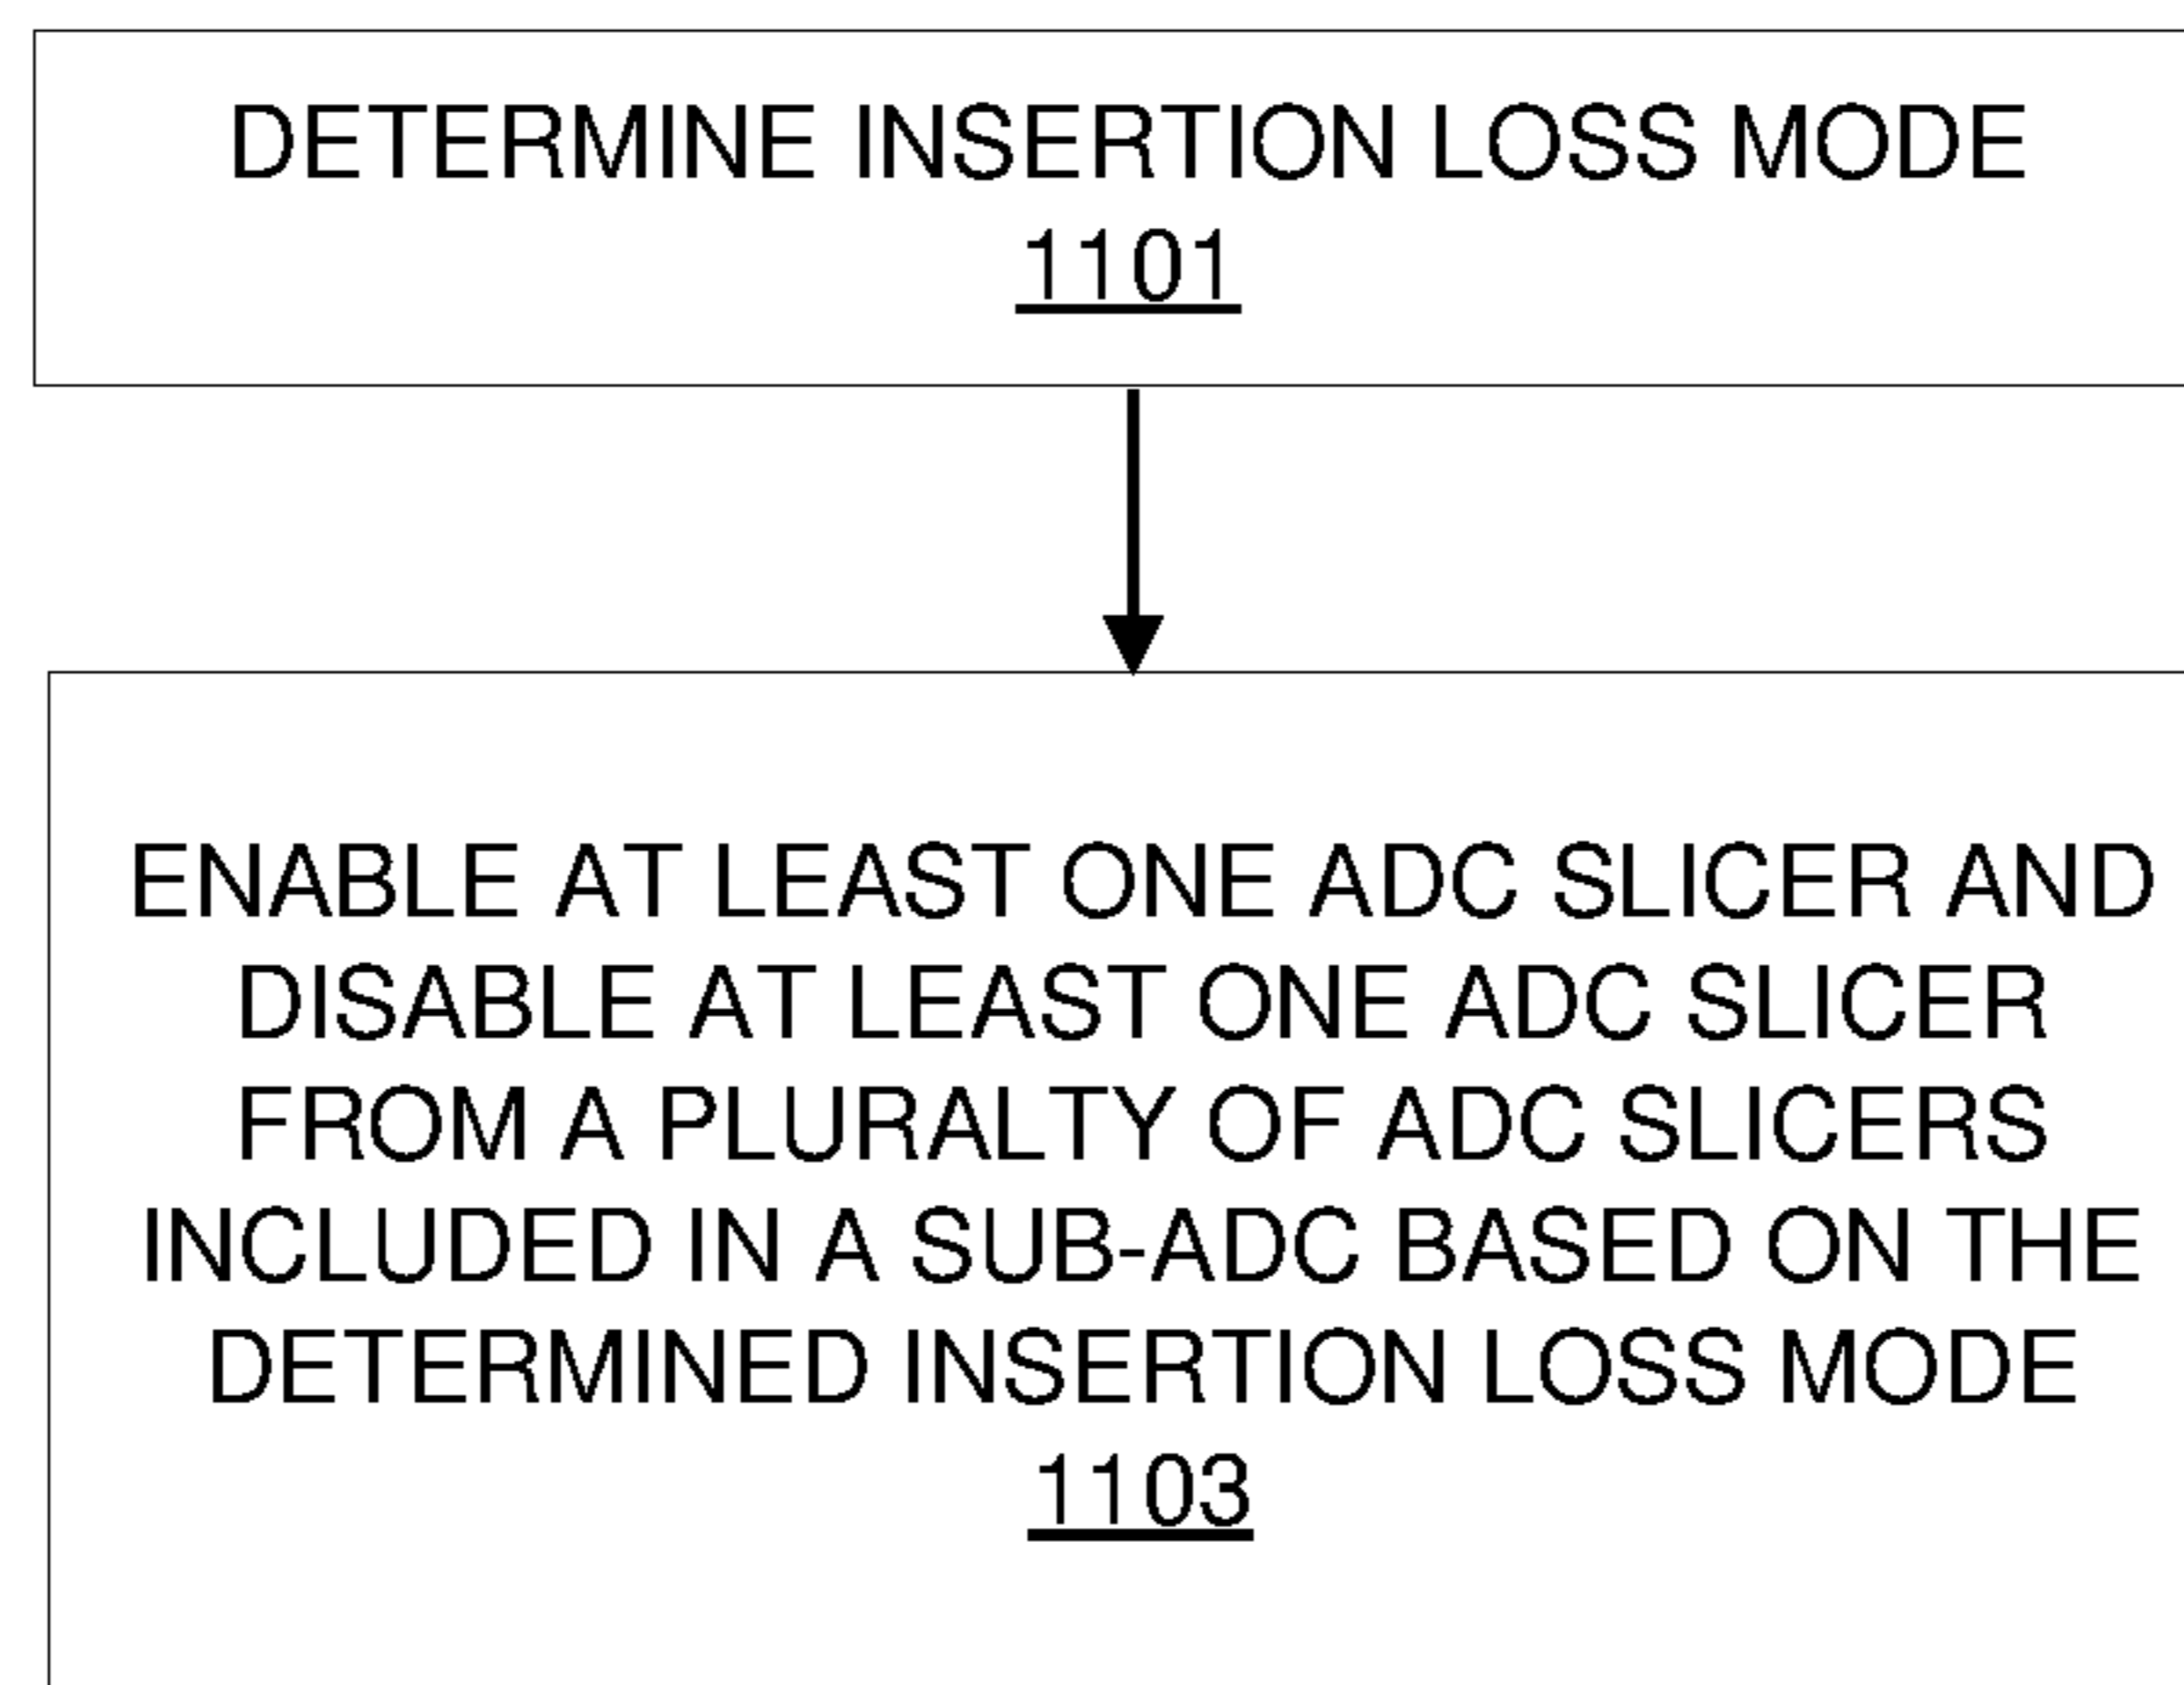 DETERMINE INSERTION LOSS MODE
1101
ENABLE AT LEAST ONE ADC SLICER AND
DISABLE AT LEAST ONE ADC SLICER
FROM A PLURALTY OF ADC SLICERS
INCLUDED IN A SUB-ADC BASED ON THE
DETERMINED INSERTION LOSS MODE
1103